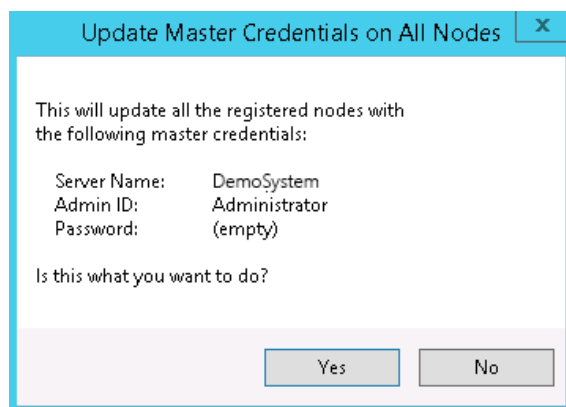 Update Master Credentials on All Nodes
x
This will update all the registered nodes with
the following master credentials:
Server Name: DemoSystem
Admin ID: Administrator
Password: (empty)
Is this what you want to do?
Yes No